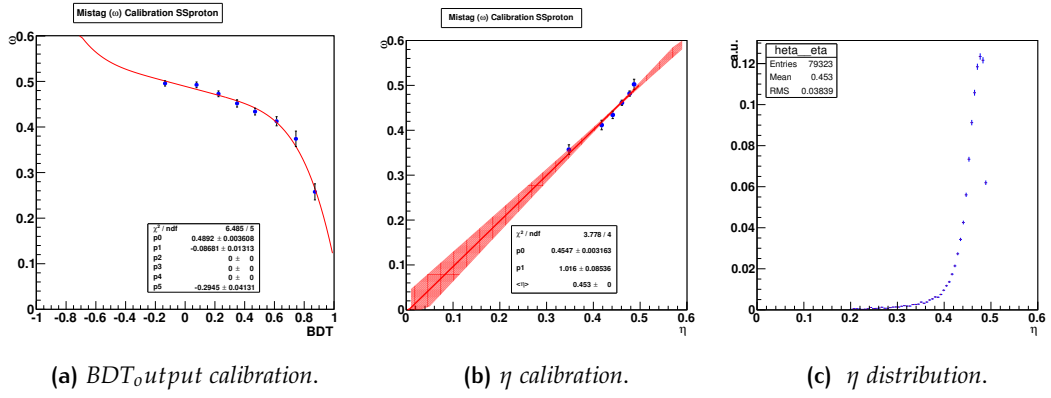 Mistag (ω) Calibration SSproton
ω
0.6
0.5
0.4
0.3
0.2
0.1
0
-1 -0.8 -0.6 -0.4 -0.2 0 0.2 0.4 0.6 0.8 1
BDT
χ² / ndf 6.485 / 5
p0 0.4892 ± 0.003608
p1 -0.08681 ± 0.01313
p2 0 ± 0
p3 0 ± 0
p4 0 ± 0
p5 -0.2945 ± 0.04131
(a) BDTₒutput calibration.
Mistag (ω) Calibration SSproton
ω
0.6
0.5
0.4
0.3
0.2
0.1
0
0 0.1 0.2 0.3 0.4 0.5 0.6
η
χ² / ndf 3.778 / 4
p0 0.4547 ± 0.003163
p1 1.016 ± 0.08536
<η> 0.453 ± 0
(b) η calibration.
a.u.
heta__eta
Entries 79323
Mean 0.453
RMS 0.03839
0.12
0.1
0.08
0.06
0.04
0.02
0
0 0.1 0.2 0.3 0.4 0.5 0.6
η
(c) η distribution.